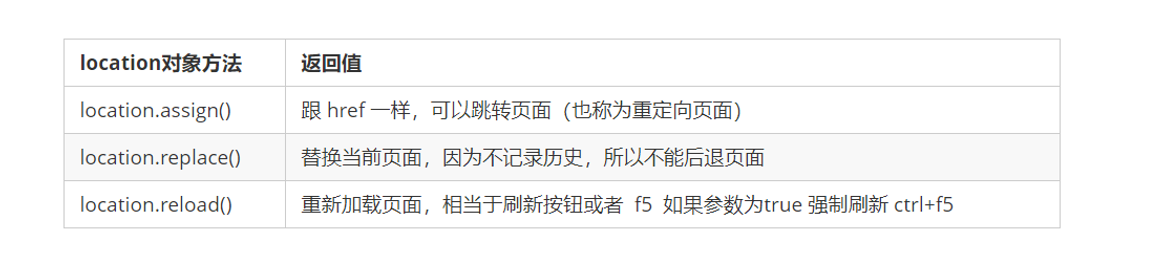 location对象方法 返回值
location.assign() 跟 href 一样，可以跳转页面（也称为重定向页面）
location.replace() 替换当前页面，因为不记录历史，所以不能后退页面
location.reload() 重新加载页面，相当于刷新按钮或者 f5 如果参数为true 强制刷新 ctrl+f5